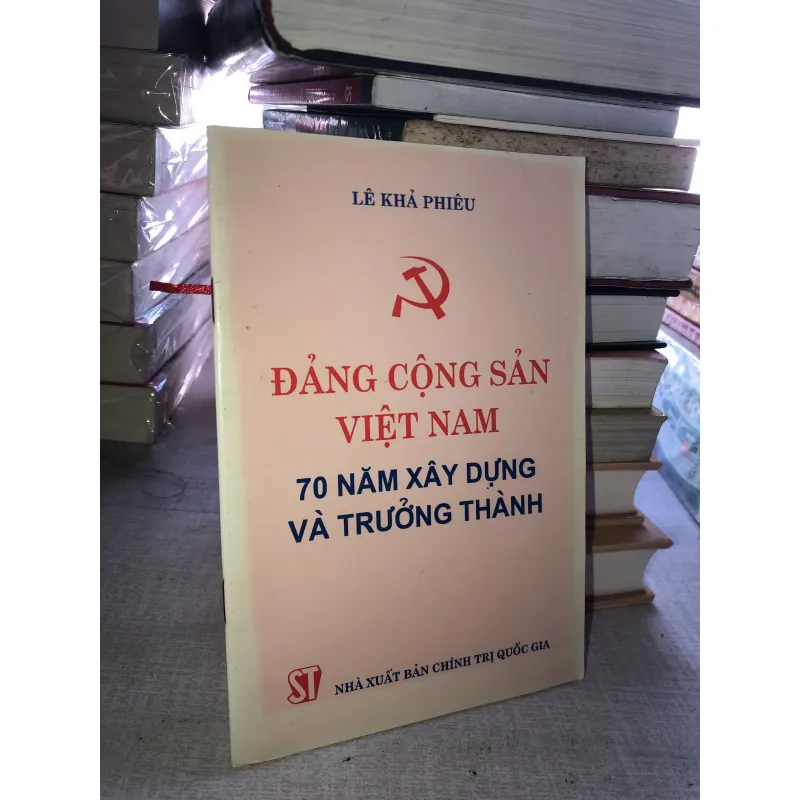 LÊ KHẢ PHIÊU
ĐẢNG CỘNG SẢN
VIỆT NAM
70 NĂM XÂY DỰNG
VÀ TRƯỞNG THÀNH
ST
NHÀ XUẤT BẢN CHÍNH TRỊ QUỐC GIA